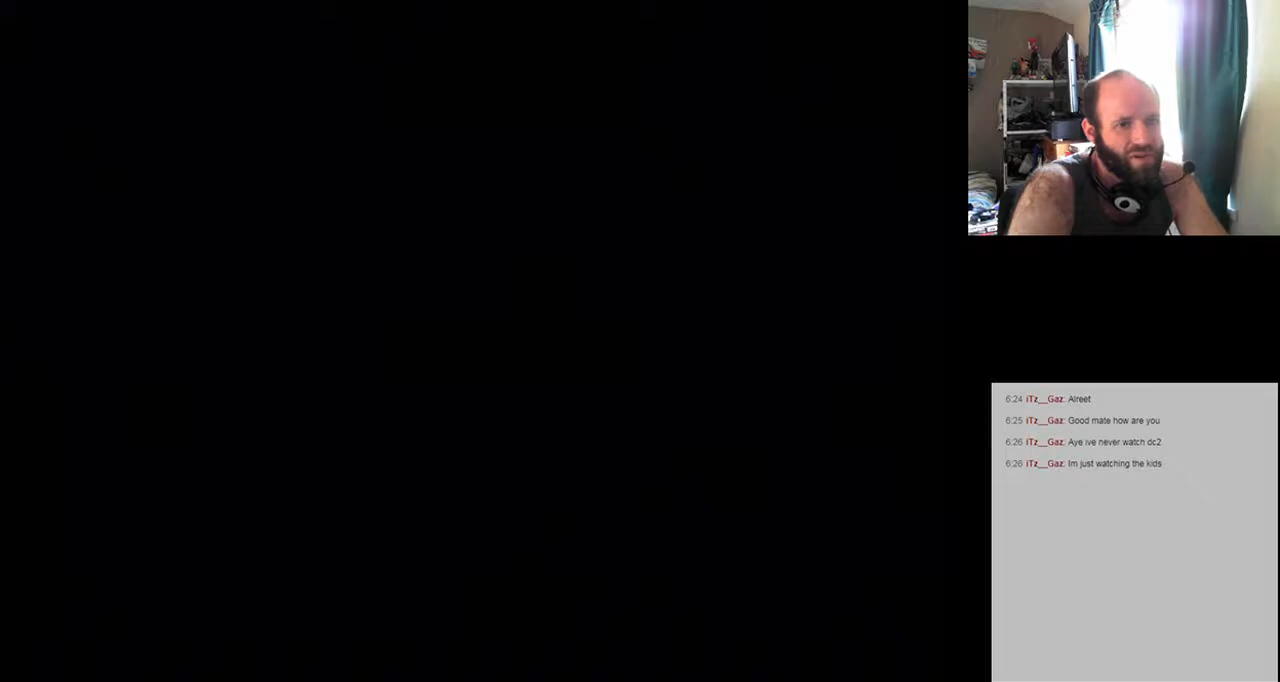 6:24 iTz__Gaz: Alreet
6:25 iTz__Gaz: Good mate how are you
6:26 iTz__Gaz: Aye ive never watch dc2
6:26 iTz__Gaz: Im just watching the kids